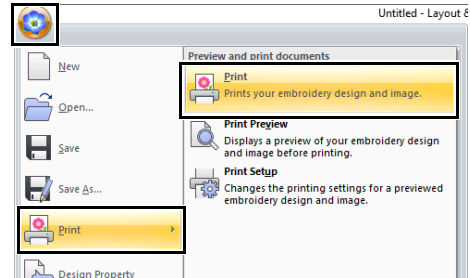 Untitled - Layout &
Preview and print documents
New
Open...
Save
Save As...
Print
Design Property
Print
Prints your embroidery design and image.
Print Preview
Displays a preview of your embroidery design
and image before printing.
Print Setup
Changes the printing settings for a previewed
embroidery design and image.